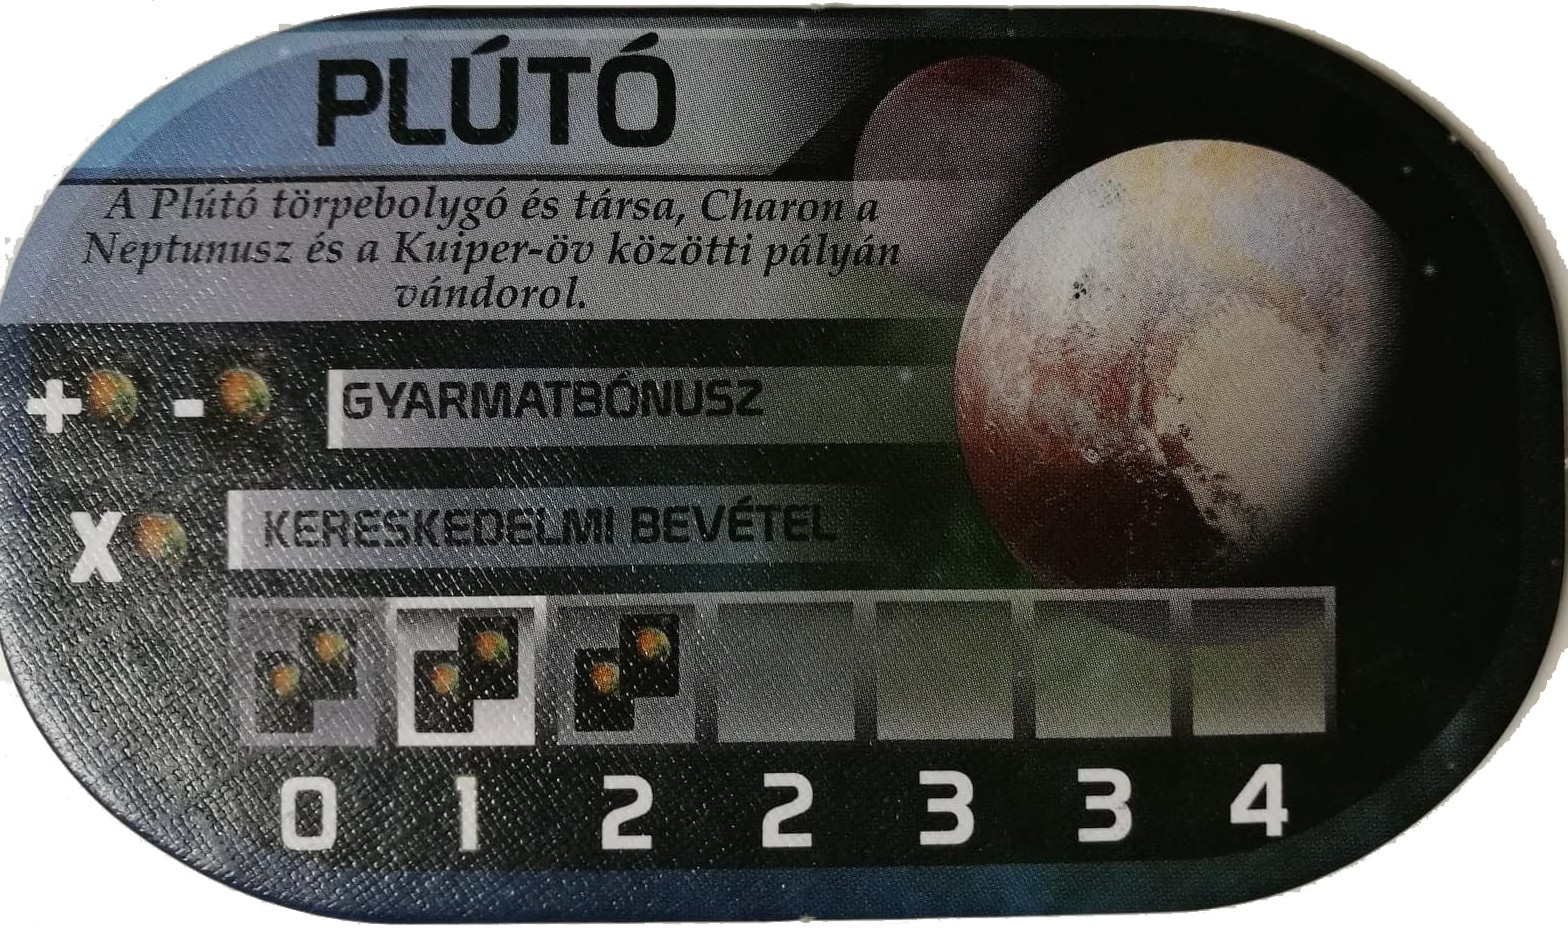 PLÚTÓ
A Plútó törpebolygó és társa, Charon a
Neptunusz és a Kuiper-öv közötti pályán
vándorol.
+ - GYARMATBÓNUSZ
X KERESKEDELMI BEVÉTEL
0 1 2 2 3 3 4